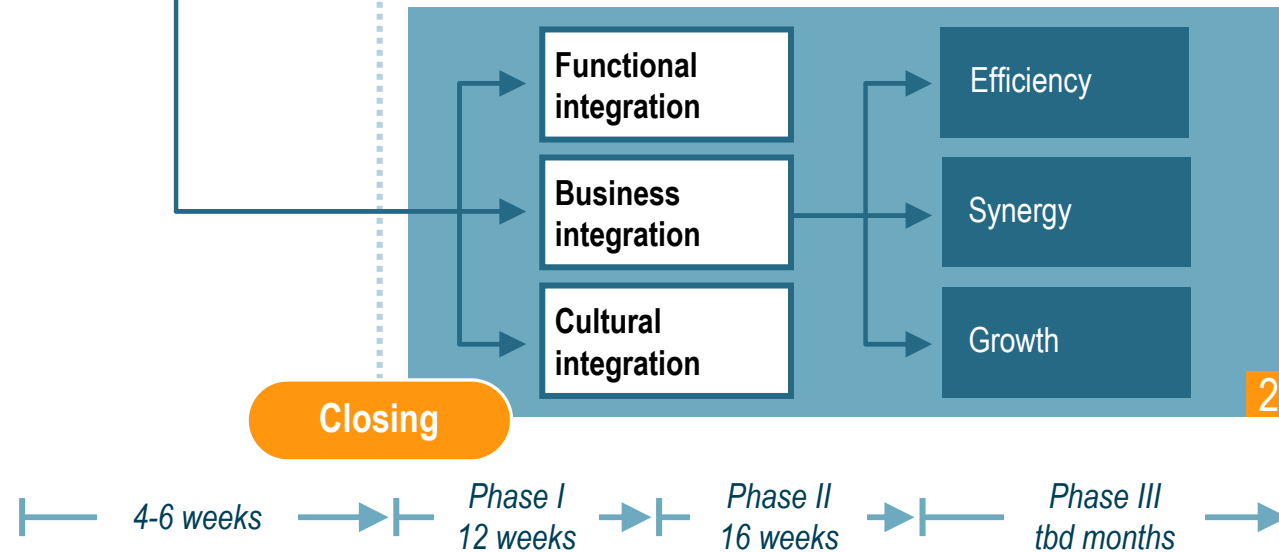 Functional
integration
Efficiency
Business
integration
Synergy
Cultural
integration
Growth
2
Closing
4-6 weeks
Phase I
12 weeks
Phase II
16 weeks
Phase III
tbd months